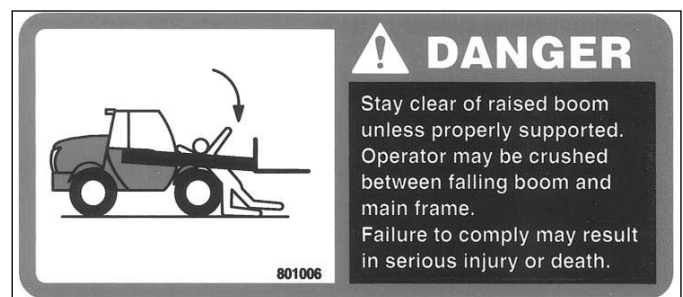 DANGER
Stay clear of raised boom
unless properly supported.
Operator may be crushed
between falling boom and
main frame.
Failure to comply may result
in serious injury or death.
801006